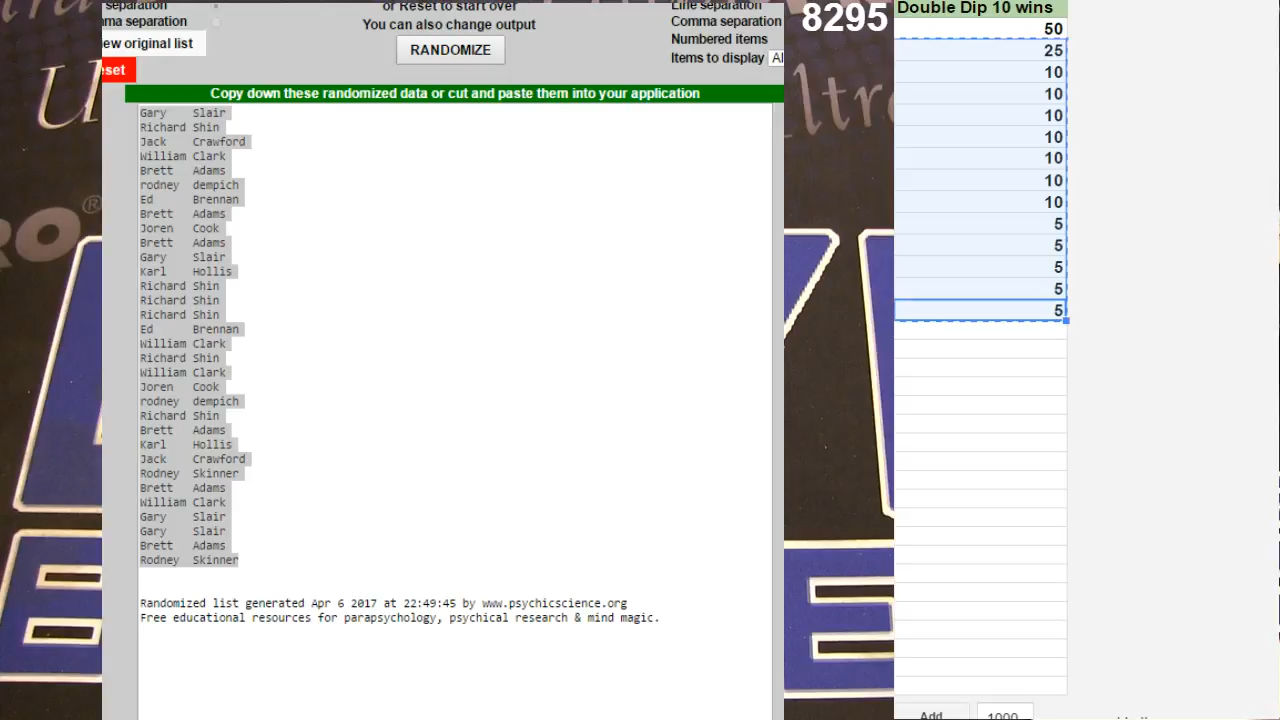 separation
or Reset to start over
Line separation
8295
Double Dip 10 wins
mma separation
You can also change output
Comma separation
50
ew original list
RANDOMIZE
Numbered items
25
Items to display
eset
10
Copy down these randomized data or cut and paste them into your application
10
10
10
10
10
10
5
5
5
5
5
Gary Slair
Richard Shin
Jack Crawford
William Clark
Brett Adams
rodney dempich
Ed Brennan
Brett Adams
Joren Cook
Brett Adams
Gary Slair
Karl Hollis
Richard Shin
Richard Shin
Richard Shin
Ed Brennan
William Clark
Richard Shin
William Clark
Joren Cook
rodney dempich
Richard Shin
Brett Adams
Karl Hollis
Jack Crawford
Rodney Skinner
Brett Adams
William Clark
Gary Slair
Gary Slair
Brett Adams
Rodney Skinner
Randomized list generated Apr 6 2017 at 22:49:45 by www.psychicscience.org
Free educational resources for parapsychology, psychical research & mind magic.
Add
1000